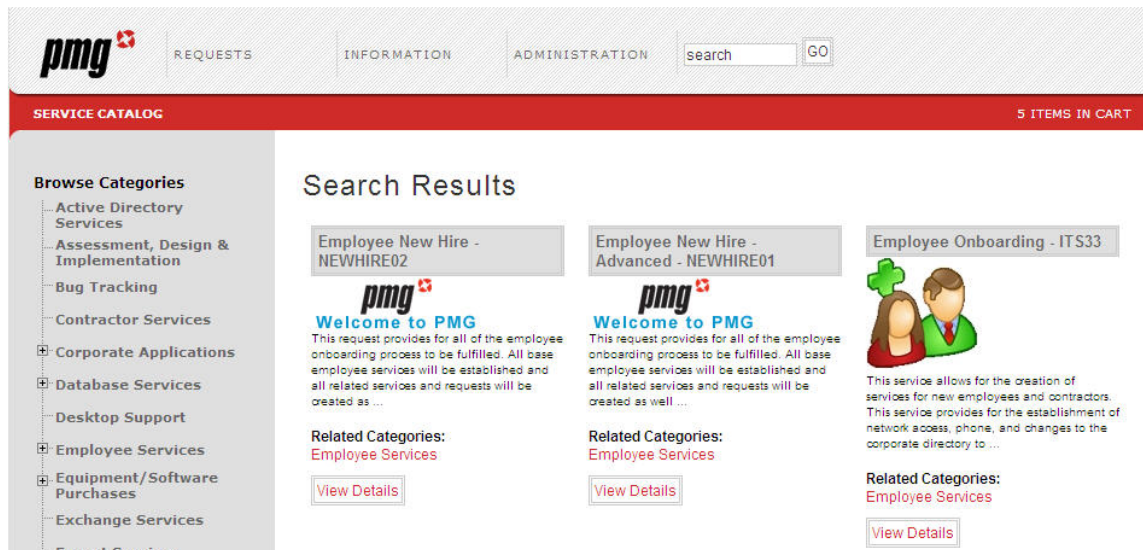 pmg
REQUESTS
INFORMATION
ADMINISTRATION
search
GO
SERVICE CATALOG
5 ITEMS IN CART
Browse Categories
Active Directory
Services
Assessment, Design &
Implementation
Bug Tracking
Contractor Services
Corporate Applications
Database Services
Desktop Support
Employee Services
Equipment/Software
Purchases
Exchange Services
Search Results
Employee New Hire -
NEWHIRE02
pmg
Welcome to PMG
This request provides for all of the employee
onboarding process to be fulfilled. All base
employee services will be established and
all related services and requests will be
created as ...
Related Categories:
Employee Services
View Details
Employee New Hire -
Advanced - NEWHIRE01
pmg
Welcome to PMG
This request provides for all of the employee
onboarding process to be fulfilled. All base
employee services will be established and
all related services and requests will be
created as well ...
Related Categories:
Employee Services
View Details
Employee Onboarding - ITS33
This service allows for the creation of
services for new employees and contractors.
This service provides for the establishment of
network access, phone, and changes to the
corporate directory to ...
Related Categories:
Employee Services
View Details